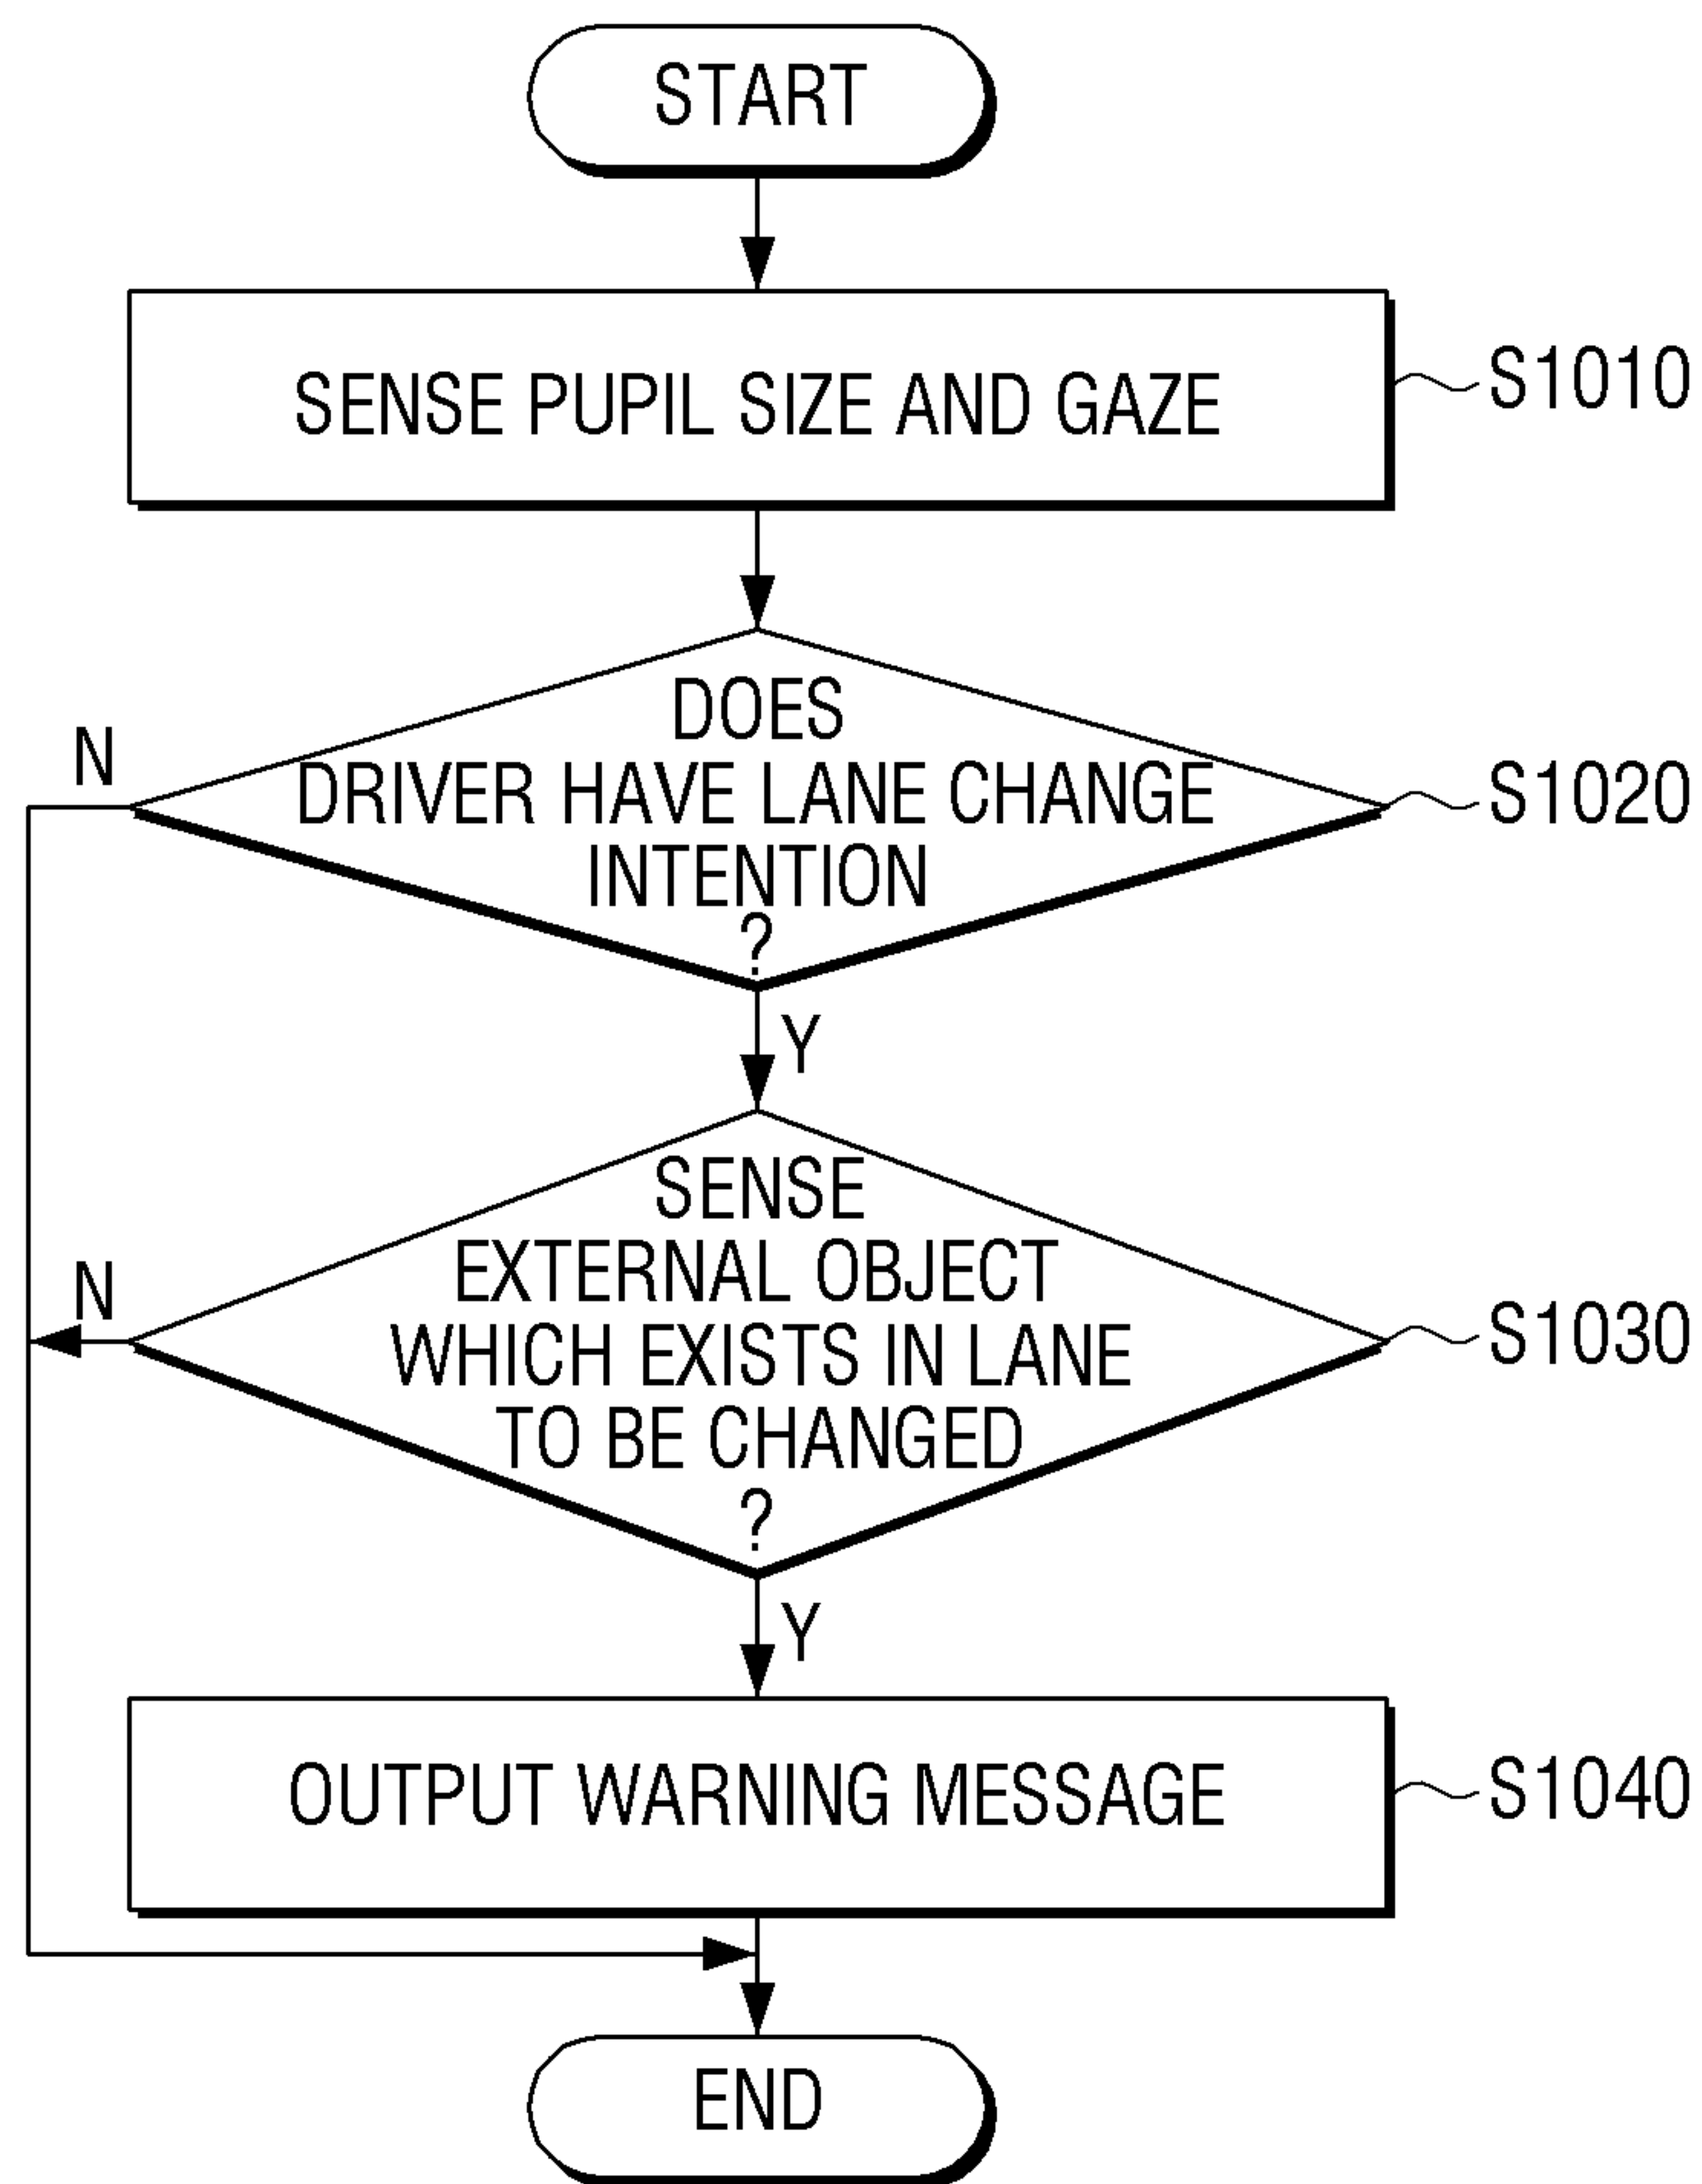 START
SENSE PUPIL SIZE AND GAZE
S1010
DOES
DRIVER HAVE LANE CHANGE
INTENTION
?
S1020
N
Y
SENSE
EXTERNAL OBJECT
WHICH EXISTS IN LANE
TO BE CHANGED
?
S1030
N
Y
OUTPUT WARNING MESSAGE
S1040
END